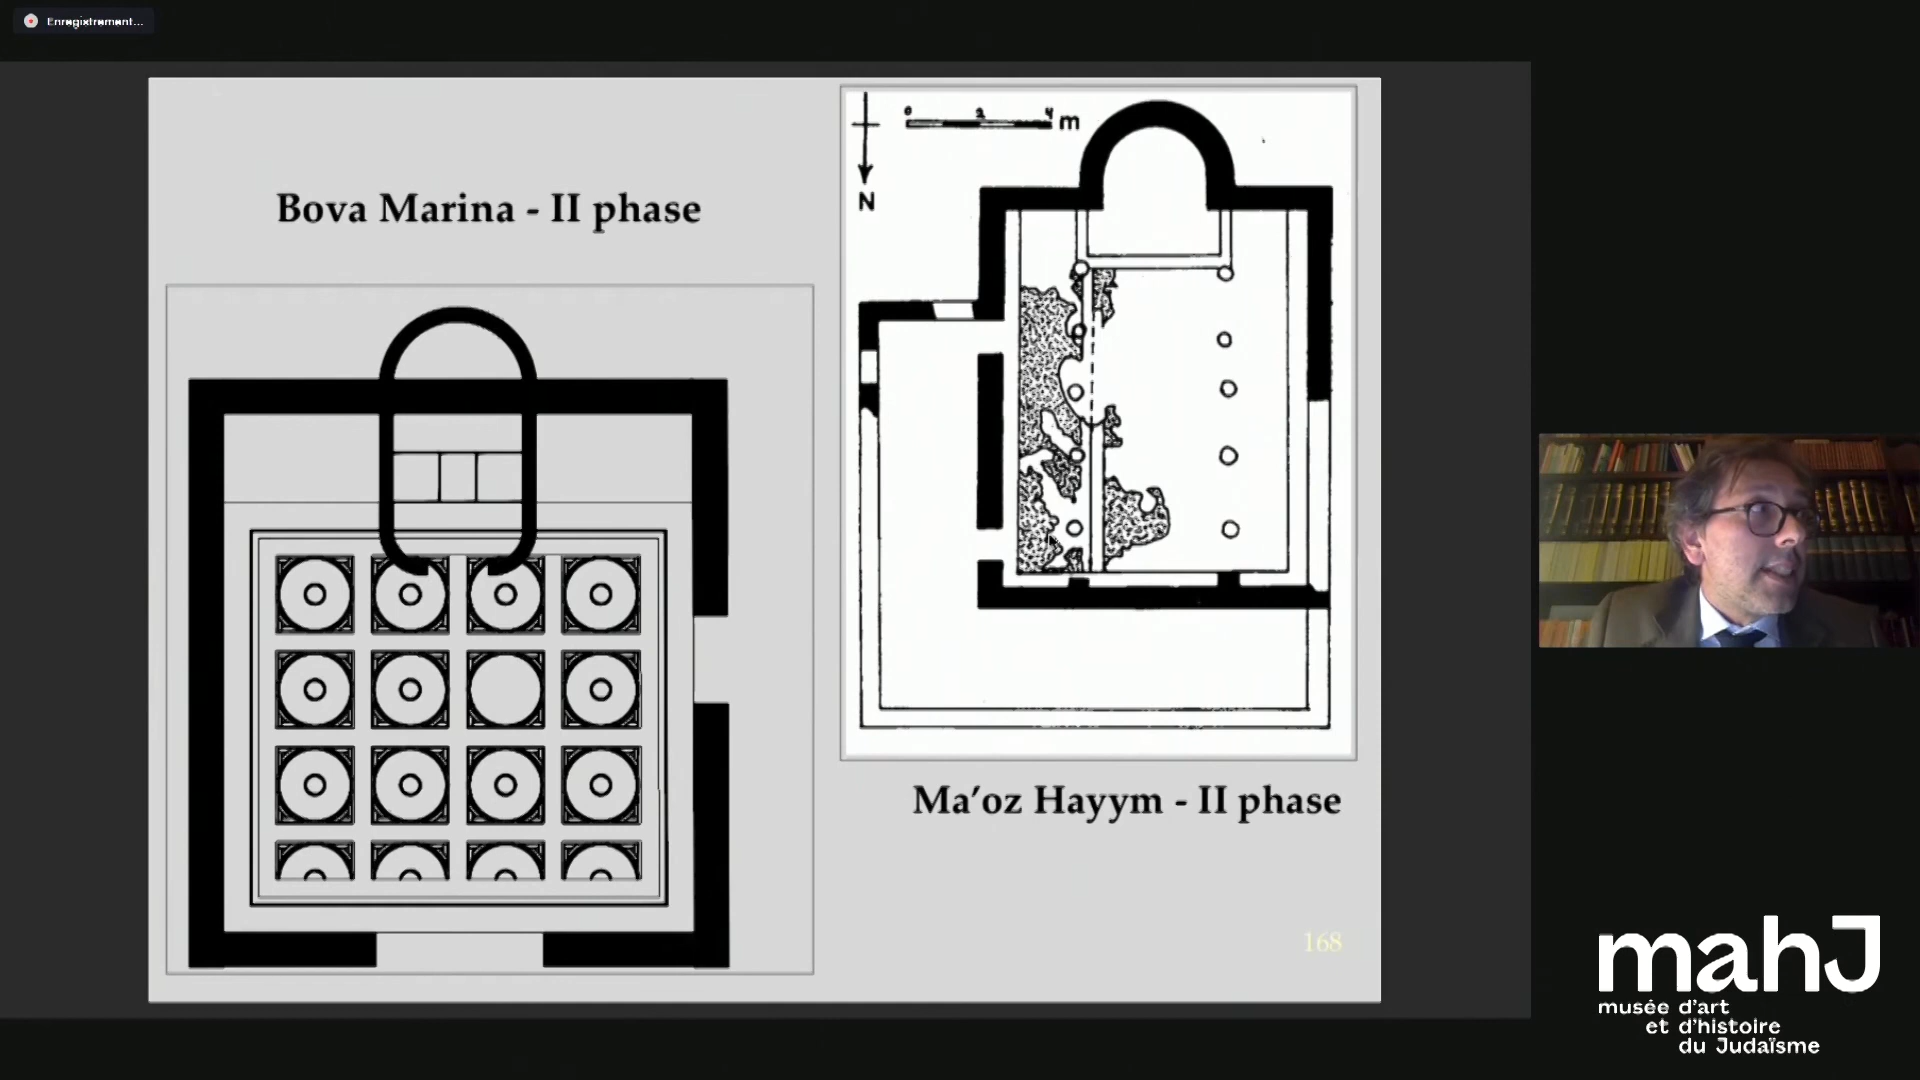 Enregistrement...
Bova Marina - II phase
0 2 4 m
N
Ma'oz Hayym - II phase
168
mahJ
musée d'art
et d'histoire
du Judaïsme